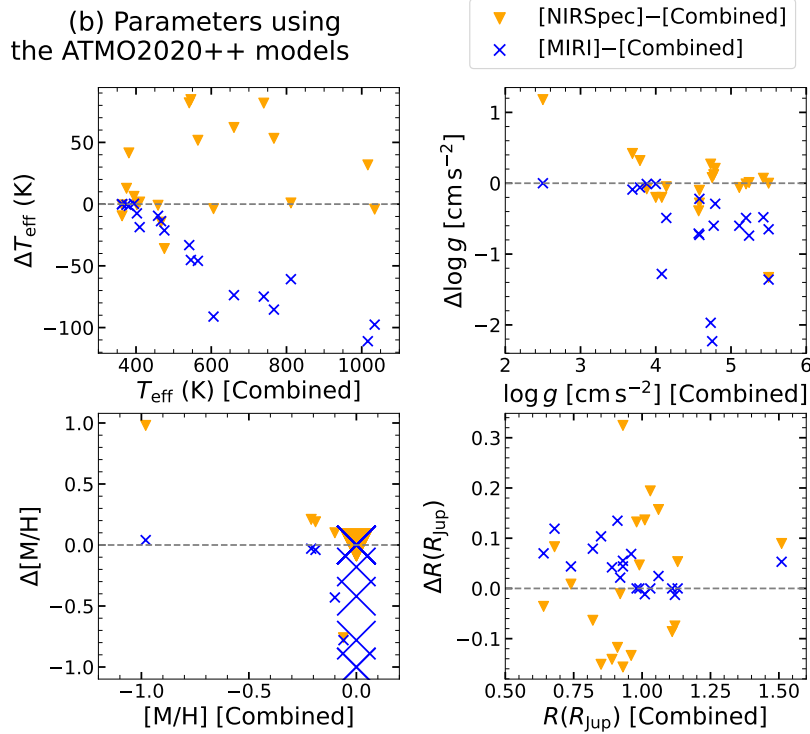 (b) Parameters using
the ATMO2020++ models
[NIRSpec]−[Combined]
[MIRI]−[Combined]
50
0
−50
−100
ΔT_eff (K)
400
600
800
1000
T_eff (K) [Combined]
1
0
−1
−2
Δlog g [cm s⁻²]
2
3
4
5
6
log g [cm s⁻²] [Combined]
1.0
0.5
0.0
−0.5
−1.0
Δ[M/H]
−1.0
−0.5
0.0
[M/H] [Combined]
0.3
0.2
0.1
0.0
−0.1
ΔR(R_Jup)
0.50
0.75
1.00
1.25
1.50
R(R_Jup) [Combined]